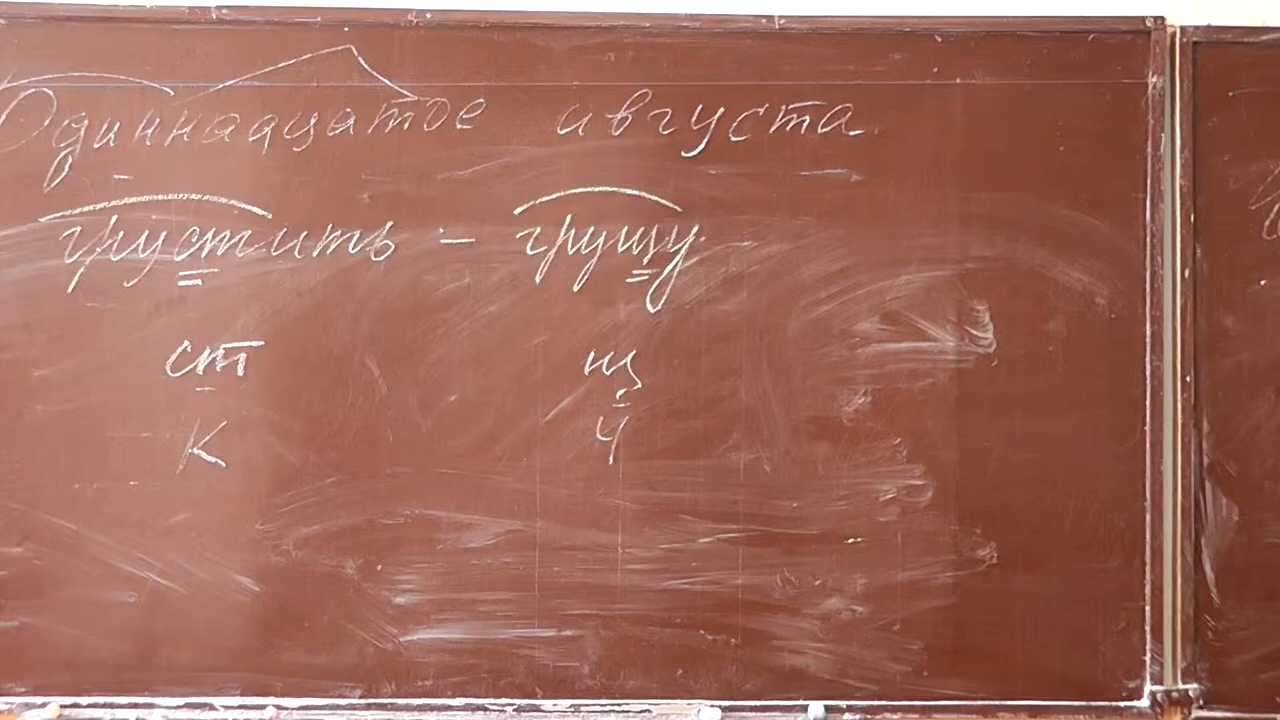 Одиннадцатое августа
грустить – грущу
ст щ
К Ч